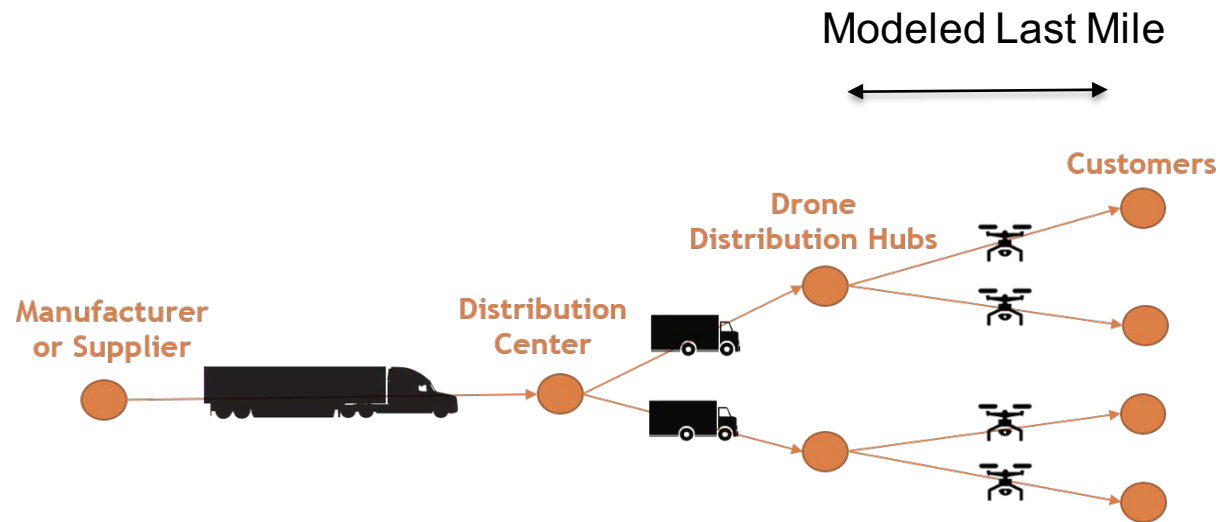 Modeled Last Mile
Customers
Drone
Distribution Hubs
Distribution
Center
Manufacturer
or Supplier